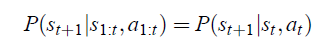 P(s_{t+1}|s_{1:t}, a_{1:t}) = P(s_{t+1}|s_t, a_t)